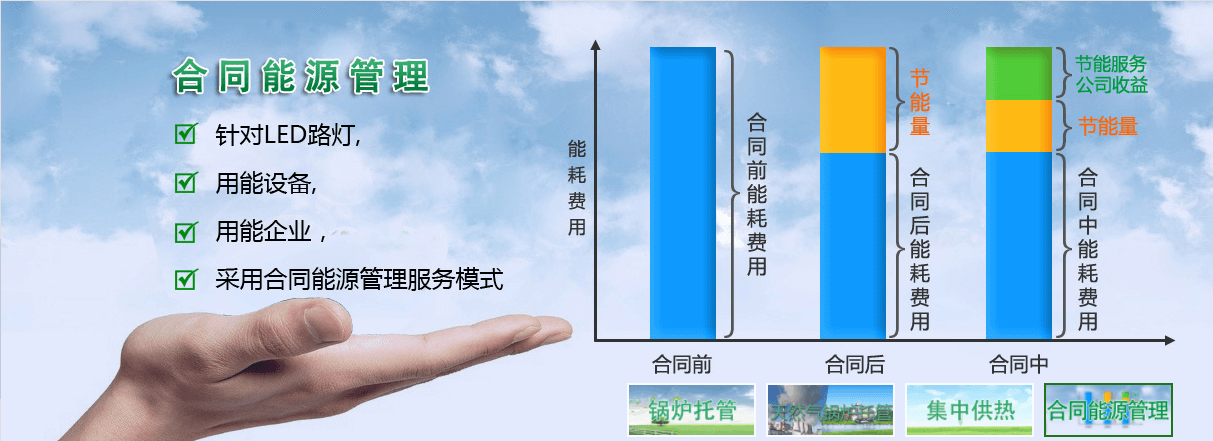 合同能源管理
针对LED路灯,
用能设备,
用能企业，
采用合同能源管理服务模式
能耗费用
合同前能耗费用
节能量
合同后能耗费用
节能服务
公司收益
节能量
合同中能耗费用
合同前
合同后
合同中
锅炉托管
天然气锅炉托管
集中供热
合同能源管理